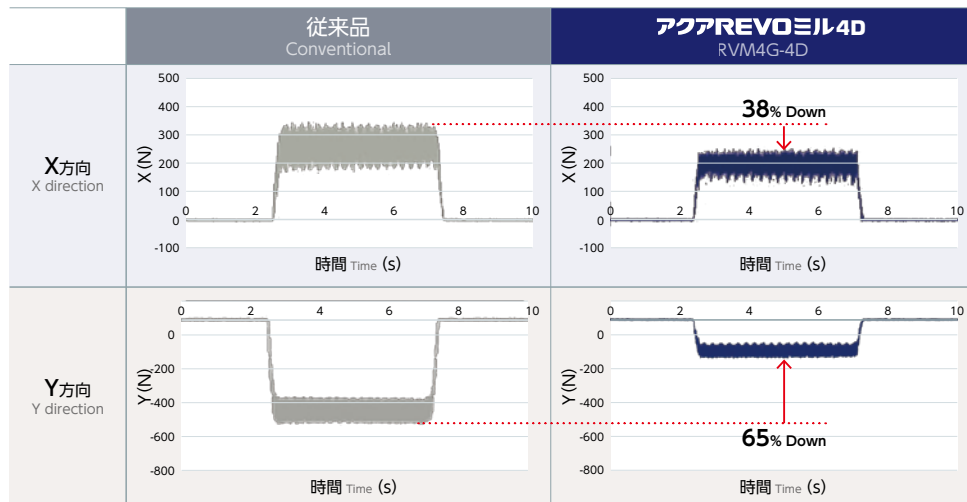 従来品
Conventional
アクアREVOミル4D
RVM4G-4D
X方向
X direction
500
400
300
200
100
0
-100
X(N)
0 2 4 6 8 10
時間 Time (s)
500
400
300
200
100
0
-100
X(N)
0 2 4 6 8 10
38% Down
時間 Time (s)
Y方向
Y direction
0 2 4 6 8 10
0
-200
-400
-600
-800
Y(N)
時間 Time (s)
0 2 4 6 8 10
0
-200
-400
-600
-800
Y(N)
65% Down
時間 Time (s)